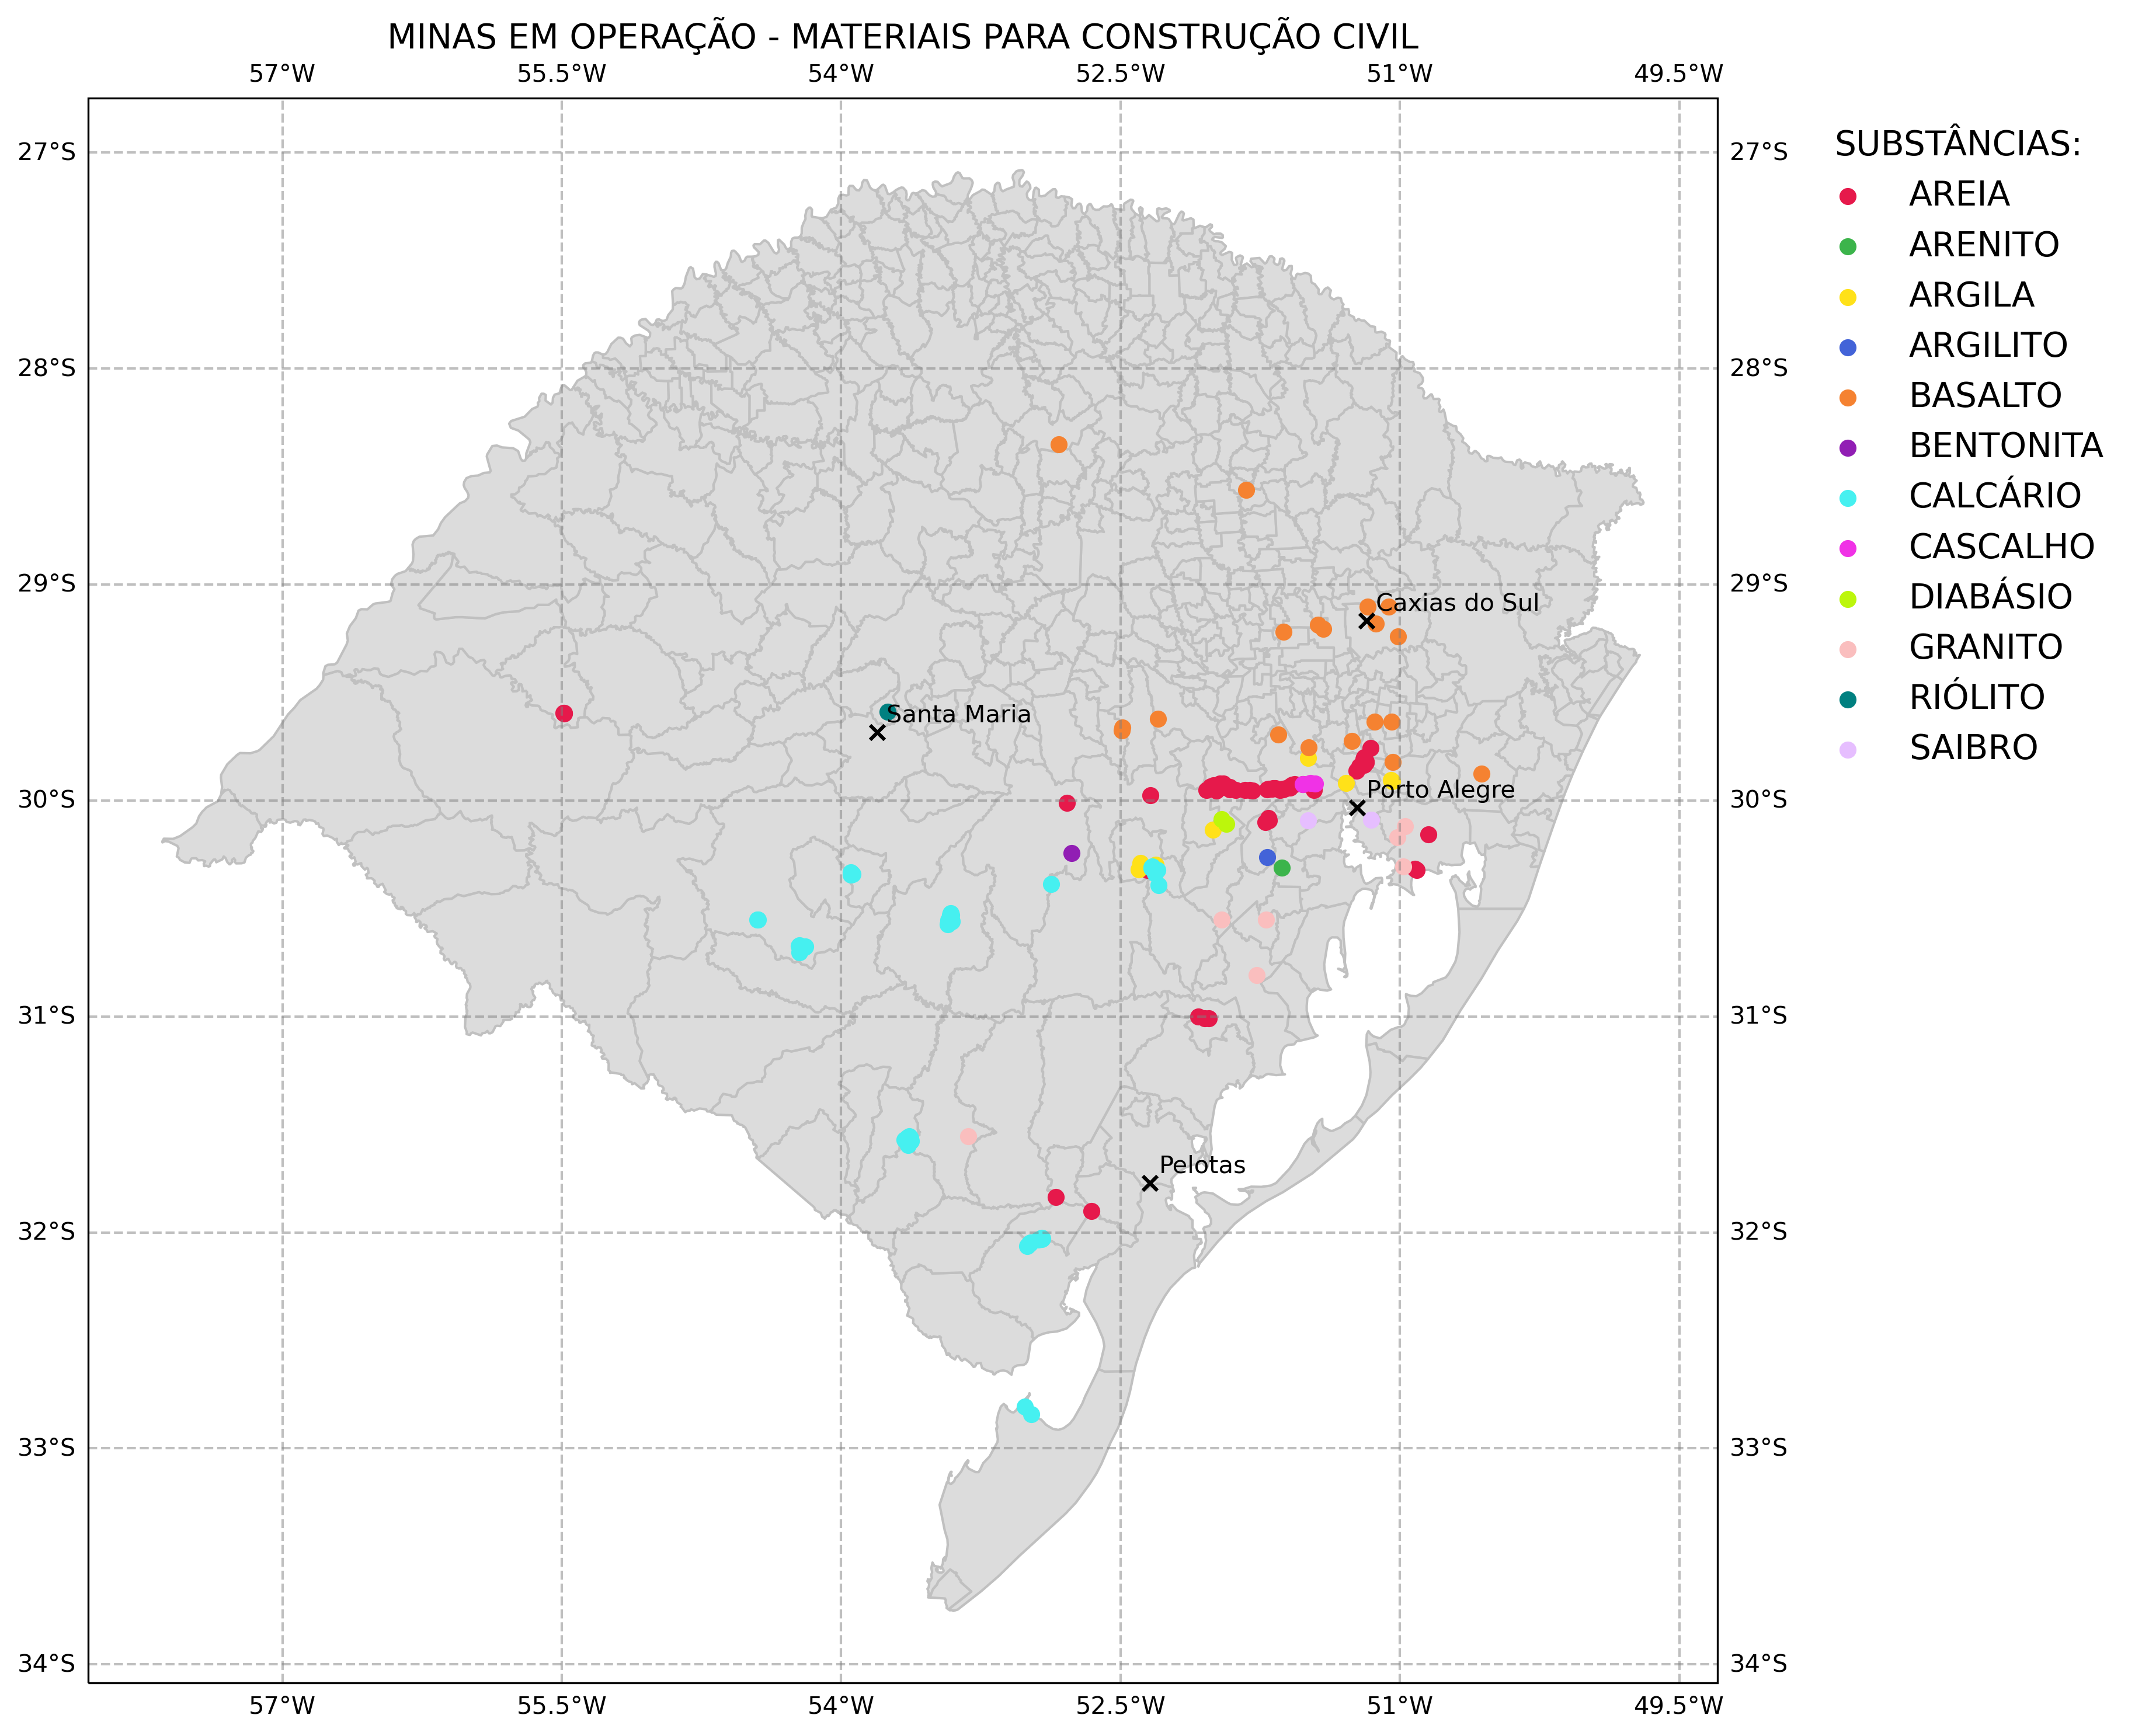 MINAS EM OPERAÇÃO - MATERIAIS PARA CONSTRUÇÃO CIVIL
57°W 55.5°W 54°W 52.5°W 51°W 49.5°W
27°S 27°S
28°S 28°S
29°S 29°S
Caxias do Sul
Santa Maria
Porto Alegre
30°S 30°S
31°S 31°S
Pelotas
32°S 32°S
33°S 33°S
34°S 34°S
57°W 55.5°W 54°W 52.5°W 51°W 49.5°W
SUBSTÂNCIAS:
AREIA
ARENITO
ARGILA
ARGILITO
BASALTO
BENTONITA
CALCÁRIO
CASCALHO
DIABÁSIO
GRANITO
RIÓLITO
SAIBRO